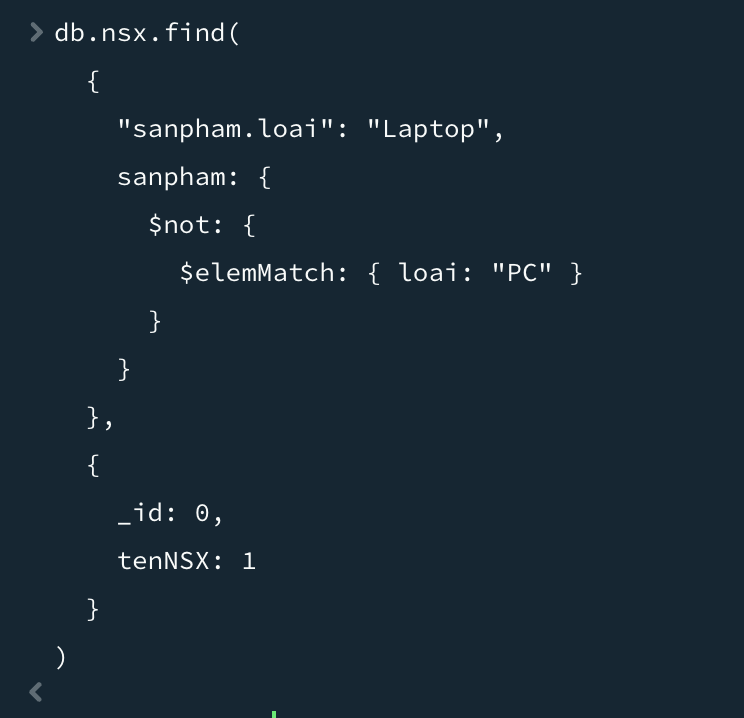 db.nsx.find(
{
"sanpham.loai": "Laptop",
sanpham: {
$not: {
$elemMatch: { loai: "PC" }
}
}
},
{
_id: 0,
tenNSX: 1
}
)